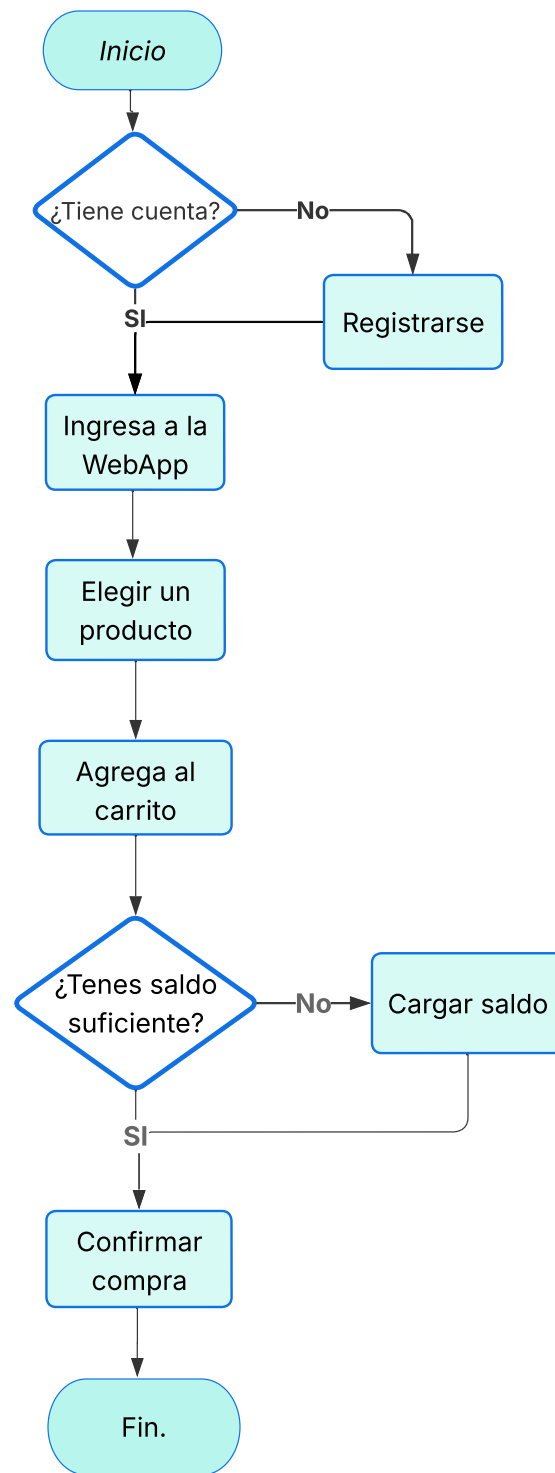 Inicio
¿Tiene cuenta?
No
Registrarse
SI
Ingresa a la
WebApp
Elegir un
producto
Agrega al
carrito
¿Tenes saldo
suficiente?
No
Cargar saldo
SI
Confirmar
compra
Fin.